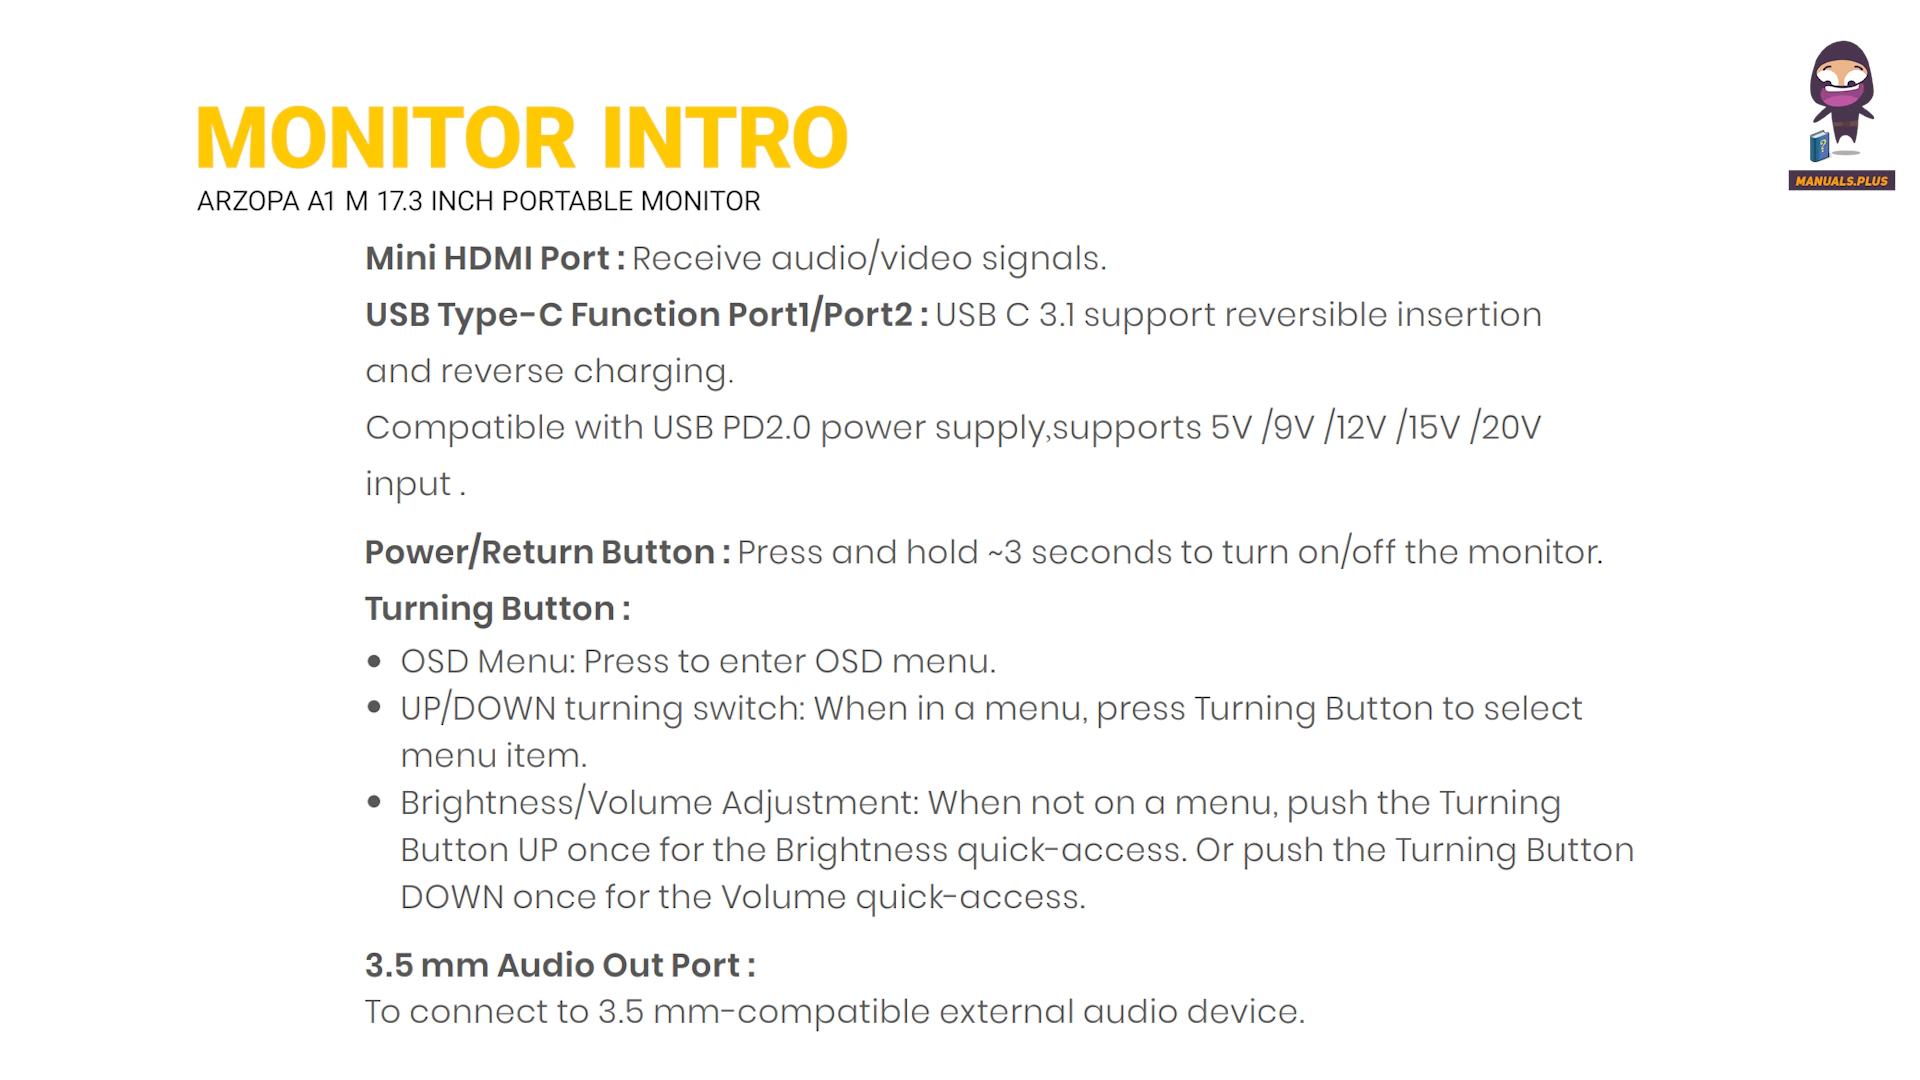 MONITOR INTRO
ARZOPA A1 M 17.3 INCH PORTABLE MONITOR
?
MANUALS.PLUS
Mini HDMI Port : Receive audio/video signals.
USB Type-C Function Port1/Port2 : USB C 3.1 support reversible insertion
and reverse charging.
Compatible with USB PD2.0 power supply,supports 5V /9V /12V /15V /20V
input .
Power/Return Button : Press and hold ~3 seconds to turn on/off the monitor.
Turning Button :
• OSD Menu: Press to enter OSD menu.
• UP/DOWN turning switch: When in a menu, press Turning Button to select
menu item.
• Brightness/Volume Adjustment: When not on a menu, push the Turning
Button UP once for the Brightness quick-access. Or push the Turning Button
DOWN once for the Volume quick-access.
3.5 mm Audio Out Port :
To connect to 3.5 mm-compatible external audio device.